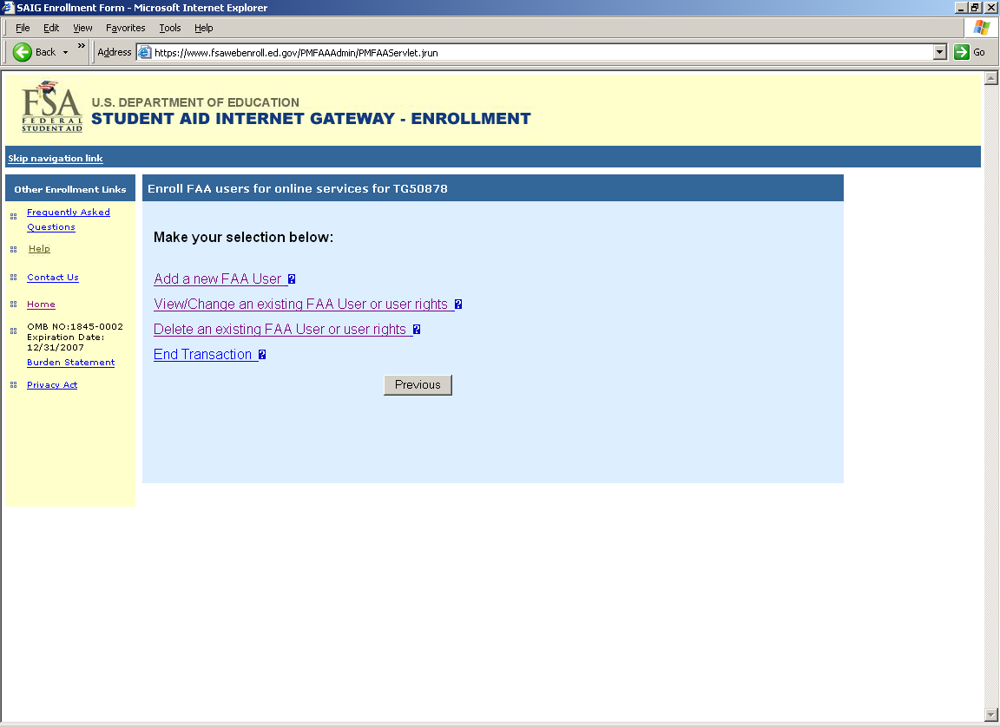 SAIG Enrollment Form - Microsoft Internet Explorer
File Edit View Favorites Tools Help
Back » Address https://www.fsawebenroll.ed.gov/PMFAAAdmin/PMFAAServlet.jrun Go
FSA
FEDERAL
STUDENT AID
U.S. DEPARTMENT OF EDUCATION
STUDENT AID INTERNET GATEWAY - ENROLLMENT
Skip navigation link
Other Enrollment Links
Frequently Asked
Questions
Help
Contact Us
Home
OMB NO:1845-0002
Expiration Date:
12/31/2007
Burden Statement
Privacy Act
Enroll FAA users for online services for TG50878
Make your selection below:
Add a new FAA User ?
View/Change an existing FAA User or user rights ?
Delete an existing FAA User or user rights ?
End Transaction ?
Previous